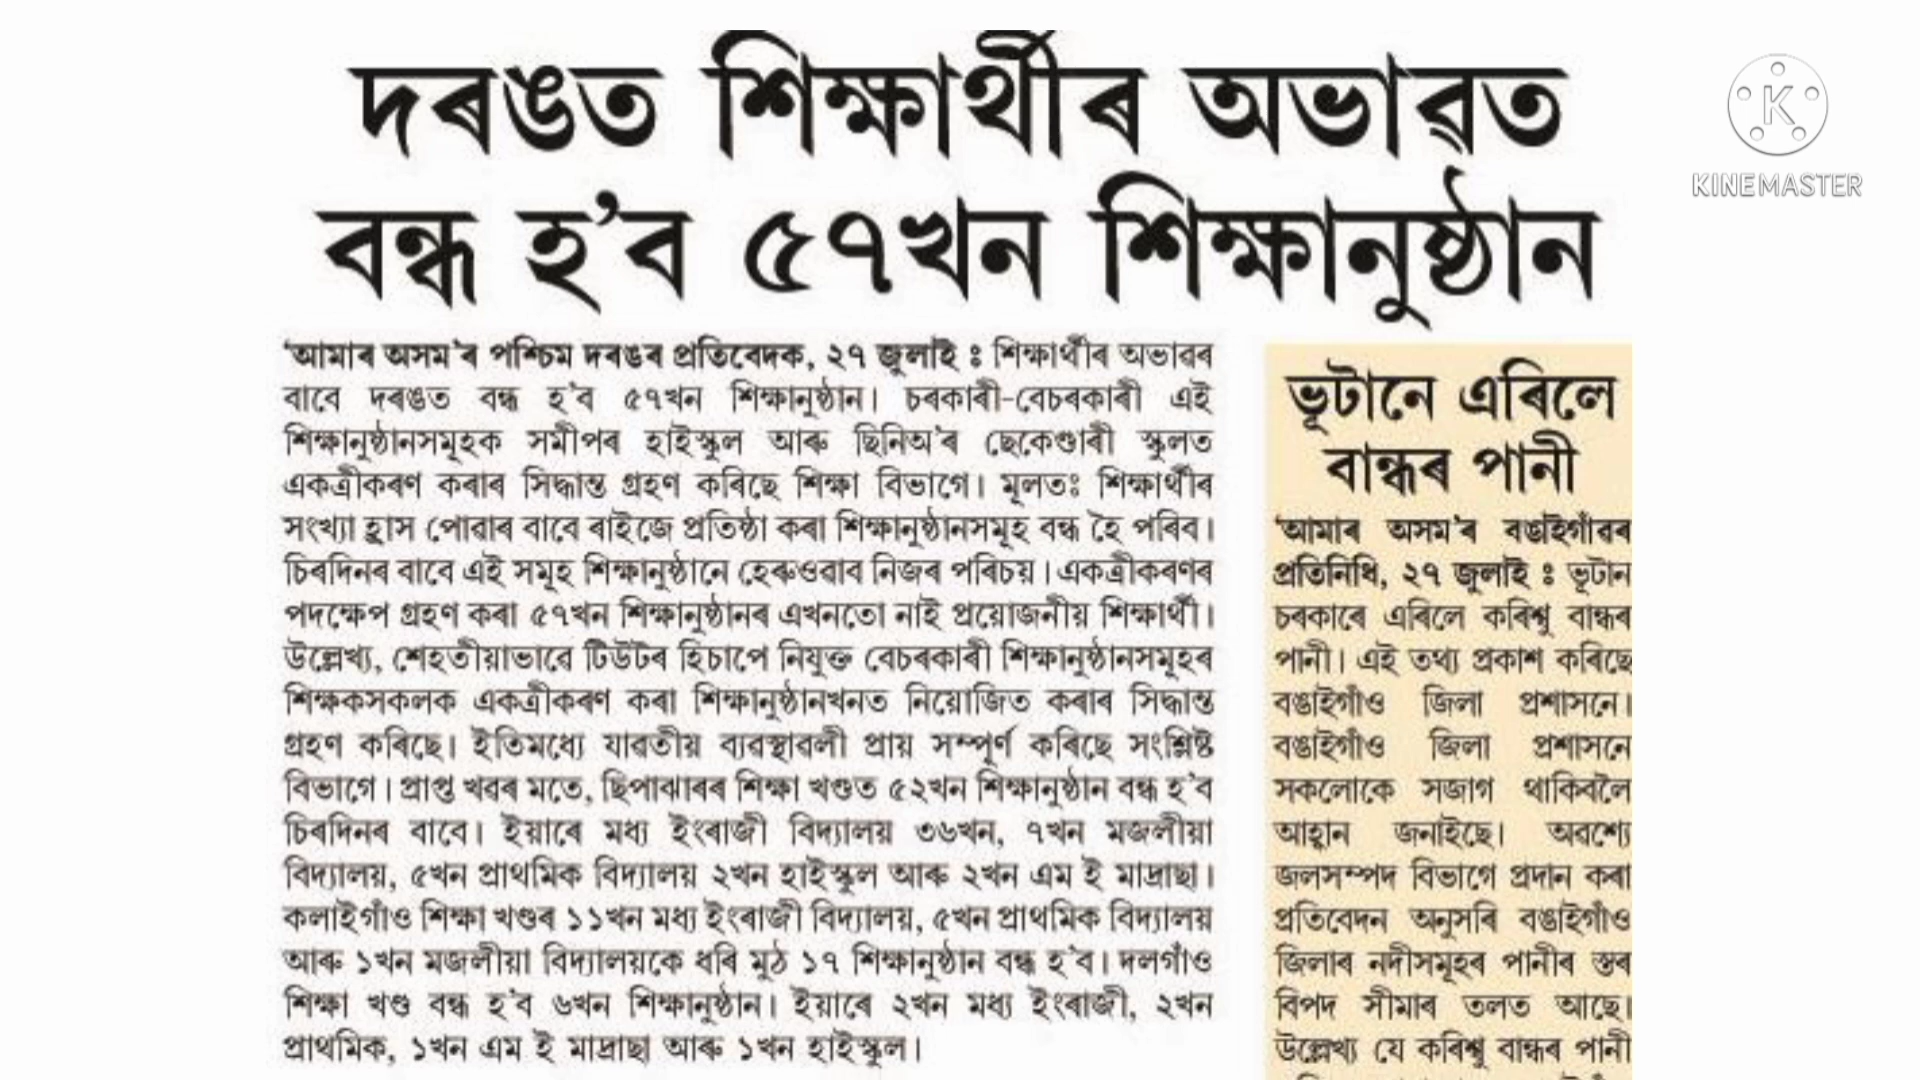 দৰঙত শিক্ষাৰ্থীৰ অভাৱত
বন্ধ হ’ব ৫৭খন শিক্ষানুষ্ঠান
‘আমাৰ অসম’ৰ পশ্চিম দৰঙৰ প্ৰতিবেদক, ২৭ জুলাই ঃ শিক্ষাৰ্থীৰ অভাৱৰ
বাবে দৰঙত বন্ধ হ’ব ৫৭খন শিক্ষানুষ্ঠান। চৰকাৰী-বেচৰকাৰী এই
শিক্ষানুষ্ঠানসমূহক সমীপৰ হাইস্কুল আৰু ছিনিঅ’ৰ ছেকেণ্ডাৰী স্কুলত
একত্ৰীকৰণ কৰাৰ সিদ্ধান্ত গ্ৰহণ কৰিছে শিক্ষা বিভাগে। মূলতঃ শিক্ষাৰ্থীৰ
সংখ্যা হ্ৰাস পোৱাৰ বাবে ৰাইজে প্ৰতিষ্ঠা কৰা শিক্ষানুষ্ঠানসমূহ বন্ধ হৈ পৰিব।
চিৰদিনৰ বাবে এই সমূহ শিক্ষানুষ্ঠানে হেৰুওৱাব নিজৰ পৰিচয়। একত্ৰীকৰণৰ
পদক্ষেপ গ্ৰহণ কৰা ৫৭খন শিক্ষানুষ্ঠানৰ এখনতো নাই প্ৰয়োজনীয় শিক্ষাৰ্থী।
উল্লেখ্য, শেহতীয়াভাৱে টিউটৰ হিচাপে নিযুক্ত বেচৰকাৰী শিক্ষানুষ্ঠানসমূহৰ
শিক্ষকসকলক একত্ৰীকৰণ কৰা শিক্ষানুষ্ঠানখনত নিয়োজিত কৰাৰ সিদ্ধান্ত
গ্ৰহণ কৰিছে। ইতিমধ্যে যাৱতীয় ব্যৱস্থাৱলী প্ৰায় সম্পূৰ্ণ কৰিছে সংশ্লিষ্ট
বিভাগে। প্ৰাপ্ত খবৰ মতে, ছিপাঝাৰৰ শিক্ষা খণ্ডত ৫২খন শিক্ষানুষ্ঠান বন্ধ হ’ব
চিৰদিনৰ বাবে। ইয়াৰে মধ্য ইংৰাজী বিদ্যালয় ৩৬খন, ৭খন মজলীয়া
বিদ্যালয়, ৫খন প্ৰাথমিক বিদ্যালয় ২খন হাইস্কুল আৰু ২খন এম ই মাদ্ৰাছা।
কলাইগাঁও শিক্ষা খণ্ডৰ ১১খন মধ্য ইংৰাজী বিদ্যালয়, ৫খন প্ৰাথমিক বিদ্যালয়
আৰু ১খন মজলীয়া বিদ্যালয়কে ধৰি মুঠ ১৭ শিক্ষানুষ্ঠান বন্ধ হ’ব। দলগাঁও
শিক্ষা খণ্ড বন্ধ হ’ব ৬খন শিক্ষানুষ্ঠান। ইয়াৰে ২খন মধ্য ইংৰাজী, ২খন
প্ৰাথমিক, ১খন এম ই মাদ্ৰাছা আৰু ১খন হাইস্কুল।
ভূটানে এৰিলে
বান্ধৰ পানী
‘আমাৰ অসম’ৰ বঙাইগাঁৱৰ
প্ৰতিনিধি, ২৭ জুলাই ঃ ভূটান
চৰকাৰে এৰিলে কৰিশ্বু বান্ধৰ
পানী। এই তথ্য প্ৰকাশ কৰিছে
বঙাইগাঁও জিলা প্ৰশাসনে।
বঙাইগাঁও জিলা প্ৰশাসনে
সকলোকে সজাগ থাকিবলৈ
আহ্বান জনাইছে। অৱশ্যে
জলসম্পদ বিভাগে প্ৰদান কৰা
প্ৰতিবেদন অনুসৰি বঙাইগাঁও
জিলাৰ নদীসমূহৰ পানীৰ স্তৰ
বিপদ সীমাৰ তলত আছে।
উল্লেখ্য যে কৰিশ্বু বান্ধৰ পানী
K
KINEMASTER